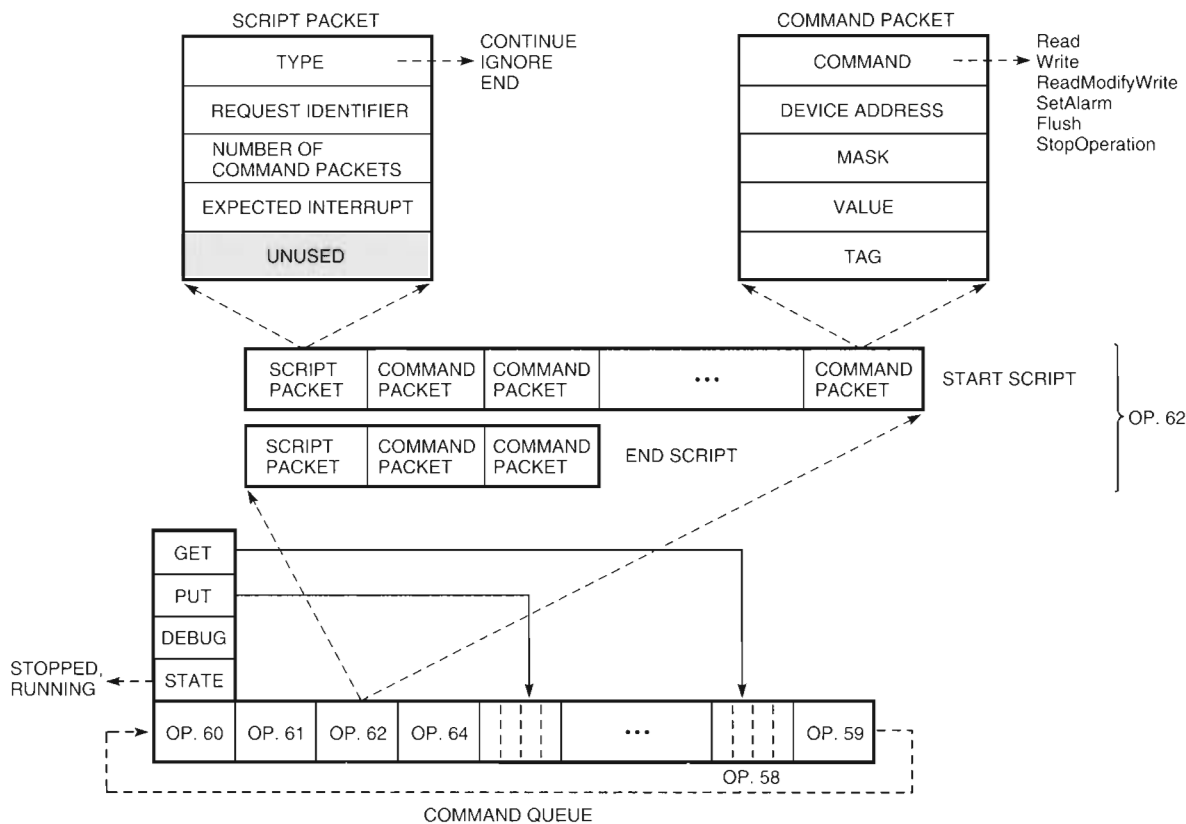 SCRIPT PACKET
COMMAND PACKET
TYPE
CONTINUE
IGNORE
END
REQUEST IDENTIFIER
NUMBER OF
COMMAND PACKETS
EXPECTED INTERRUPT
UNUSED
COMMAND
Read
Write
ReadModifyWrite
SetAlarm
Flush
StopOperation
DEVICE ADDRESS
MASK
VALUE
TAG
SCRIPT
PACKET
COMMAND
PACKET
COMMAND
PACKET
...
COMMAND
PACKET
START SCRIPT
OP. 62
SCRIPT
PACKET
COMMAND
PACKET
COMMAND
PACKET
END SCRIPT
GET
PUT
DEBUG
STATE
STOPPED,
RUNNING
OP. 60
OP. 61
OP. 62
OP. 64
...
OP. 59
OP. 58
COMMAND QUEUE